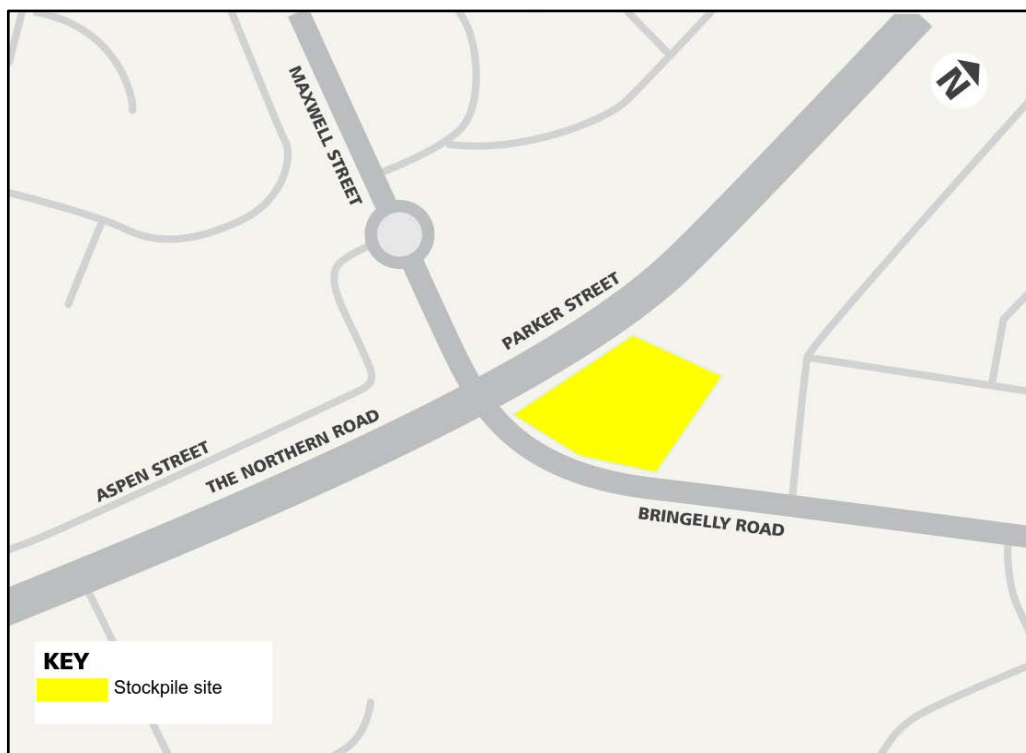 MAXWELL STREET
N
PARKER STREET
THE NORTHERN ROAD
ASPEN STREET
BRINGELLY ROAD
KEY
Stockpile site